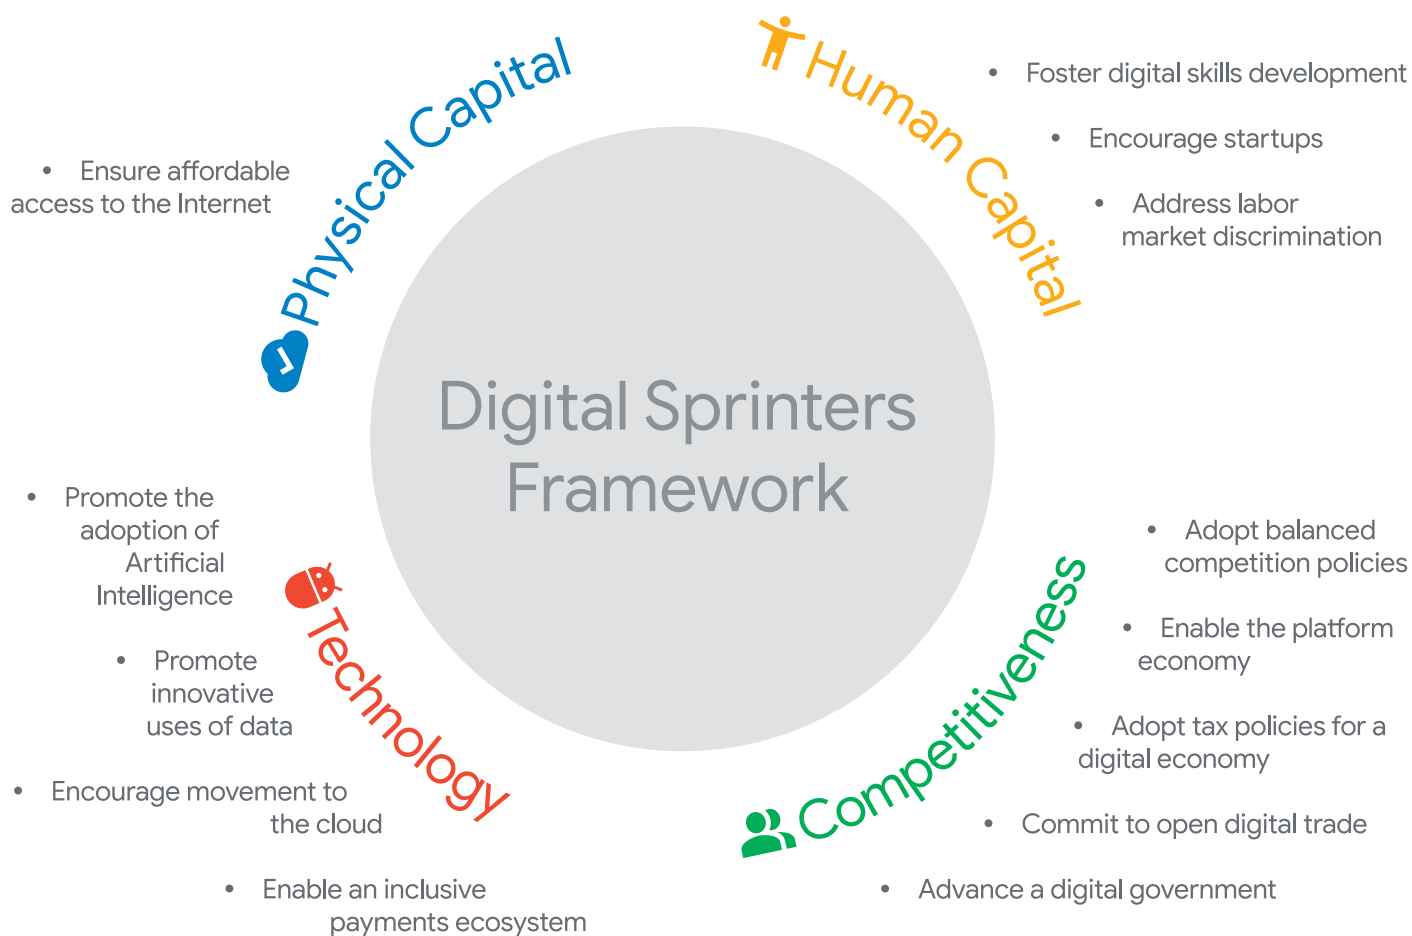 Physical Capital
• Ensure affordable
access to the Internet
Human Capital
• Foster digital skills development
• Encourage startups
• Address labor
market discrimination
Digital Sprinters
Framework
Technology
• Promote the
adoption of
Artificial
Intelligence
• Promote
innovative
uses of data
• Encourage movement to
the cloud
• Enable an inclusive
payments ecosystem
Competitiveness
• Adopt balanced
competition policies
• Enable the platform
economy
• Adopt tax policies for a
digital economy
• Commit to open digital trade
• Advance a digital government